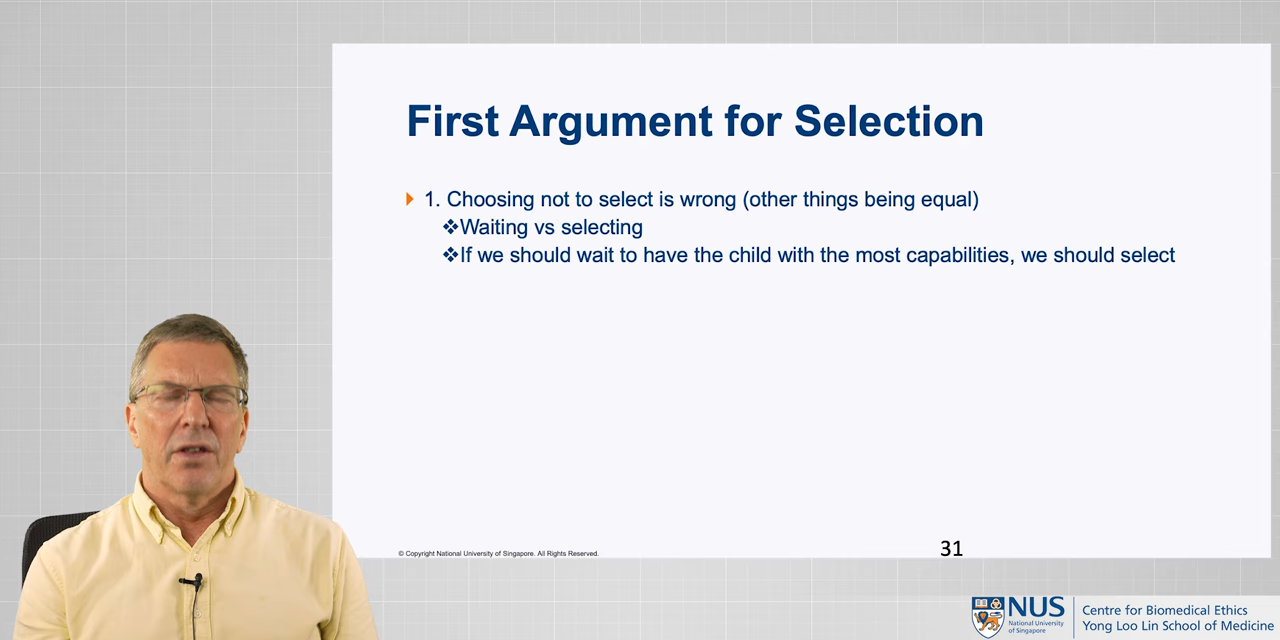 First Argument for Selection
1. Choosing not to select is wrong (other things being equal)
❖Waiting vs selecting
❖If we should wait to have the child with the most capabilities, we should select
© Copyright National University of Singapore. All Rights Reserved.
31
NUS
National University
of Singapore
Centre for Biomedical Ethics
Yong Loo Lin School of Medicine